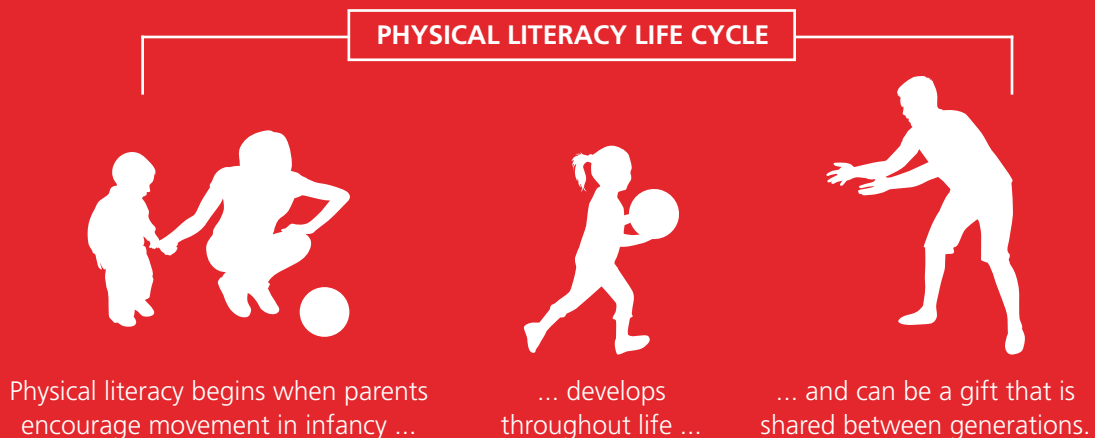 PHYSICAL LITERACY LIFE CYCLE
Physical literacy begins when parents
encourage movement in infancy ...
... develops
throughout life ...
... and can be a gift that is
shared between generations.